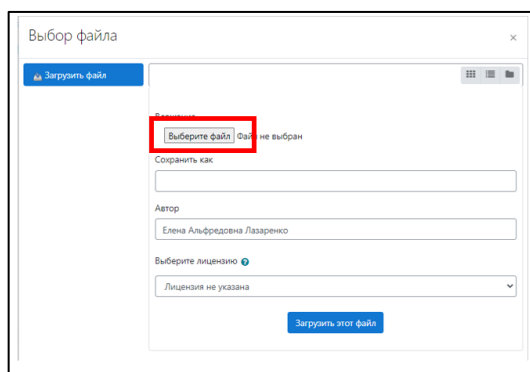 Выбор файла
×
Загрузить файл
Выберите файл Файл не выбран
Сохранить как
Автор
Елена Альфредовна Лазаренко
Выберите лицензию ?
Лицензия не указана
Загрузить этот файл